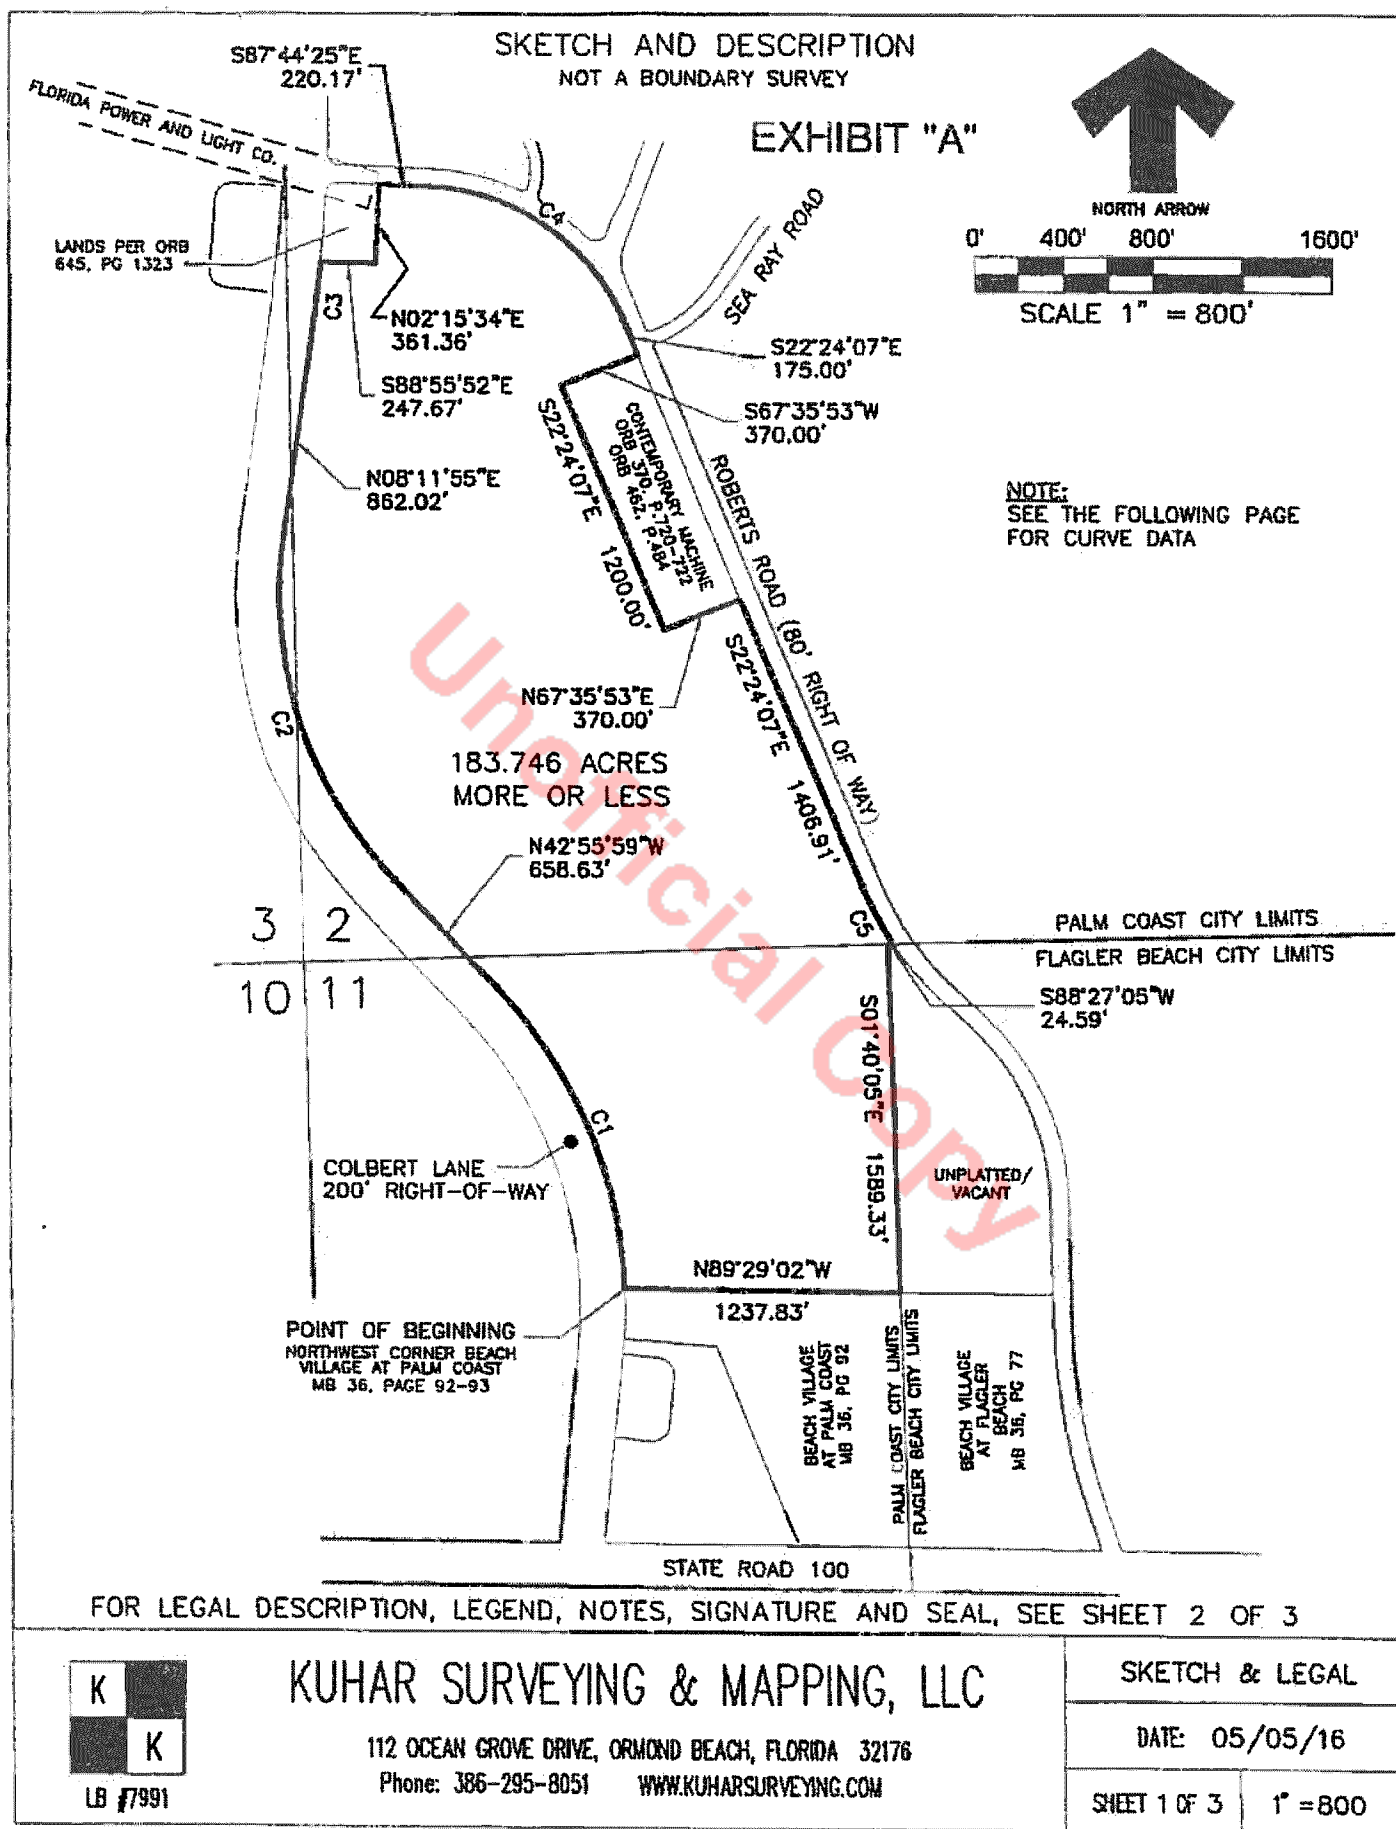 SKETCH AND DESCRIPTION
NOT A BOUNDARY SURVEY
EXHIBIT "A"
S87°44'25"E
220.17'
FLORIDA POWER AND LIGHT CO.
LANDS PER ORB
645, PG 1323
NORTH ARROW
0' 400' 800' 1600'
SCALE 1" = 800'
C4
SEA RAY ROAD
C3
N02°15'34"E
361.36'
S88°55'52"E
247.67'
N08°11'55"E
862.02'
S22°24'07"E
175.00'
S67°35'53"W
370.00'
S22°24'07"E 1200.00'
CONTEMPORARY MACHINE
ORB 370, P.720-722
ORB 462, P.484
ROBERTS ROAD (80' RIGHT OF WAY)
NOTE:
SEE THE FOLLOWING PAGE
FOR CURVE DATA
N67°35'53"E
370.00'
S22°24'07"E 1406.91'
C2
183.746 ACRES
MORE OR LESS
N42°55'59"W
658.63'
Unofficial Copy
3 2
10 11
C5
PALM COAST CITY LIMITS
FLAGLER BEACH CITY LIMITS
S88°27'05"W
24.59'
S01°40'05"E 1589.33'
C1
COLBERT LANE
200' RIGHT-OF-WAY
UNPLATTED/
VACANT
N89°29'02"W
1237.83'
POINT OF BEGINNING
NORTHWEST CORNER BEACH
VILLAGE AT PALM COAST
MB 36, PAGE 92-93
BEACH VILLAGE
AT PALM COAST
MB 36, PG 92
PALM COAST CITY LIMITS
FLAGLER BEACH CITY LIMITS
BEACH VILLAGE
AT FLAGLER
BEACH
MB 36, PG 77
STATE ROAD 100
FOR LEGAL DESCRIPTION, LEGEND, NOTES, SIGNATURE AND SEAL, SEE SHEET 2 OF 3
K
K
LB #7991
KUHAR SURVEYING & MAPPING, LLC
112 OCEAN GROVE DRIVE, ORMOND BEACH, FLORIDA 32176
Phone: 386-295-8051 WWW.KUHARSURVEYING.COM
SKETCH & LEGAL
DATE: 05/05/16
SHEET 1 OF 3
1" =800